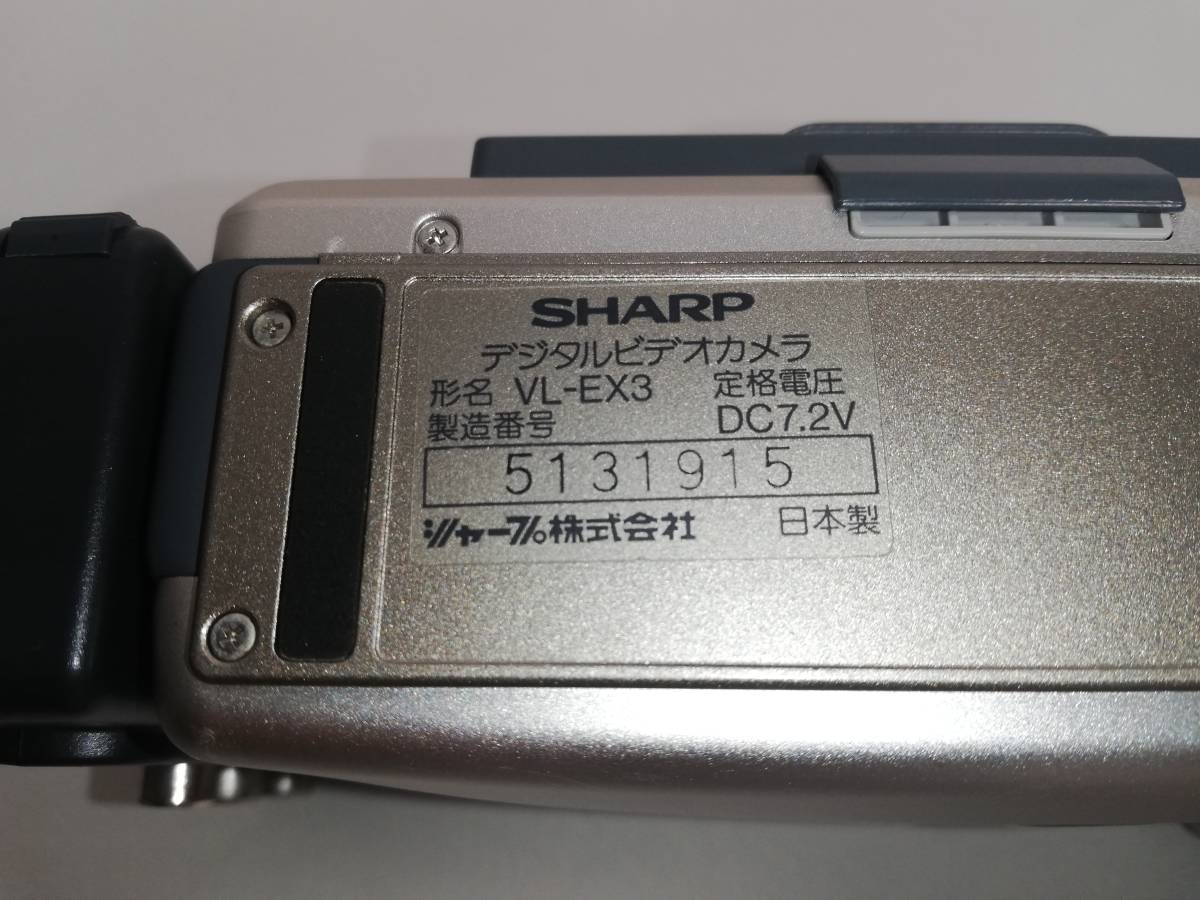 SHARP
デジタルビデオカメラ
形名 VL-EX3 定格電圧
製造番号 DC7.2V
5131915
シャープ株式会社 日本製